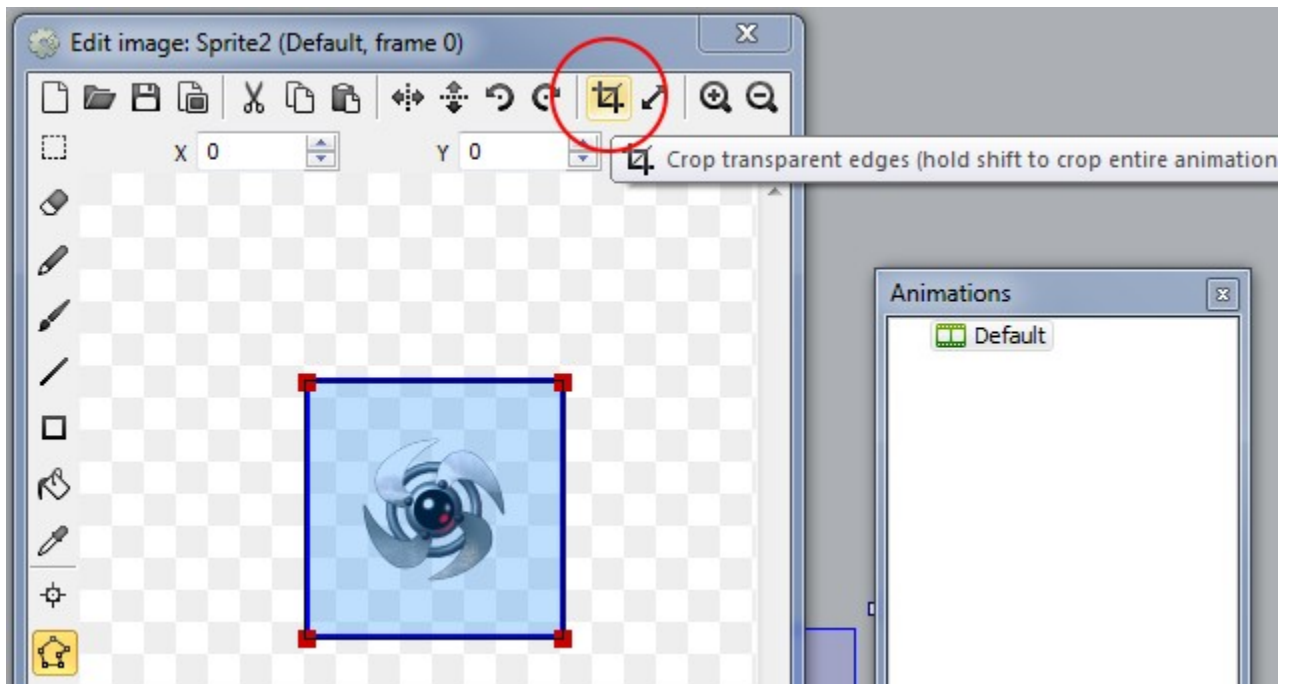 Edit image: Sprite2 (Default, frame 0)
X 0 Y 0
Crop transparent edges (hold shift to crop entire animation
Animations
Default